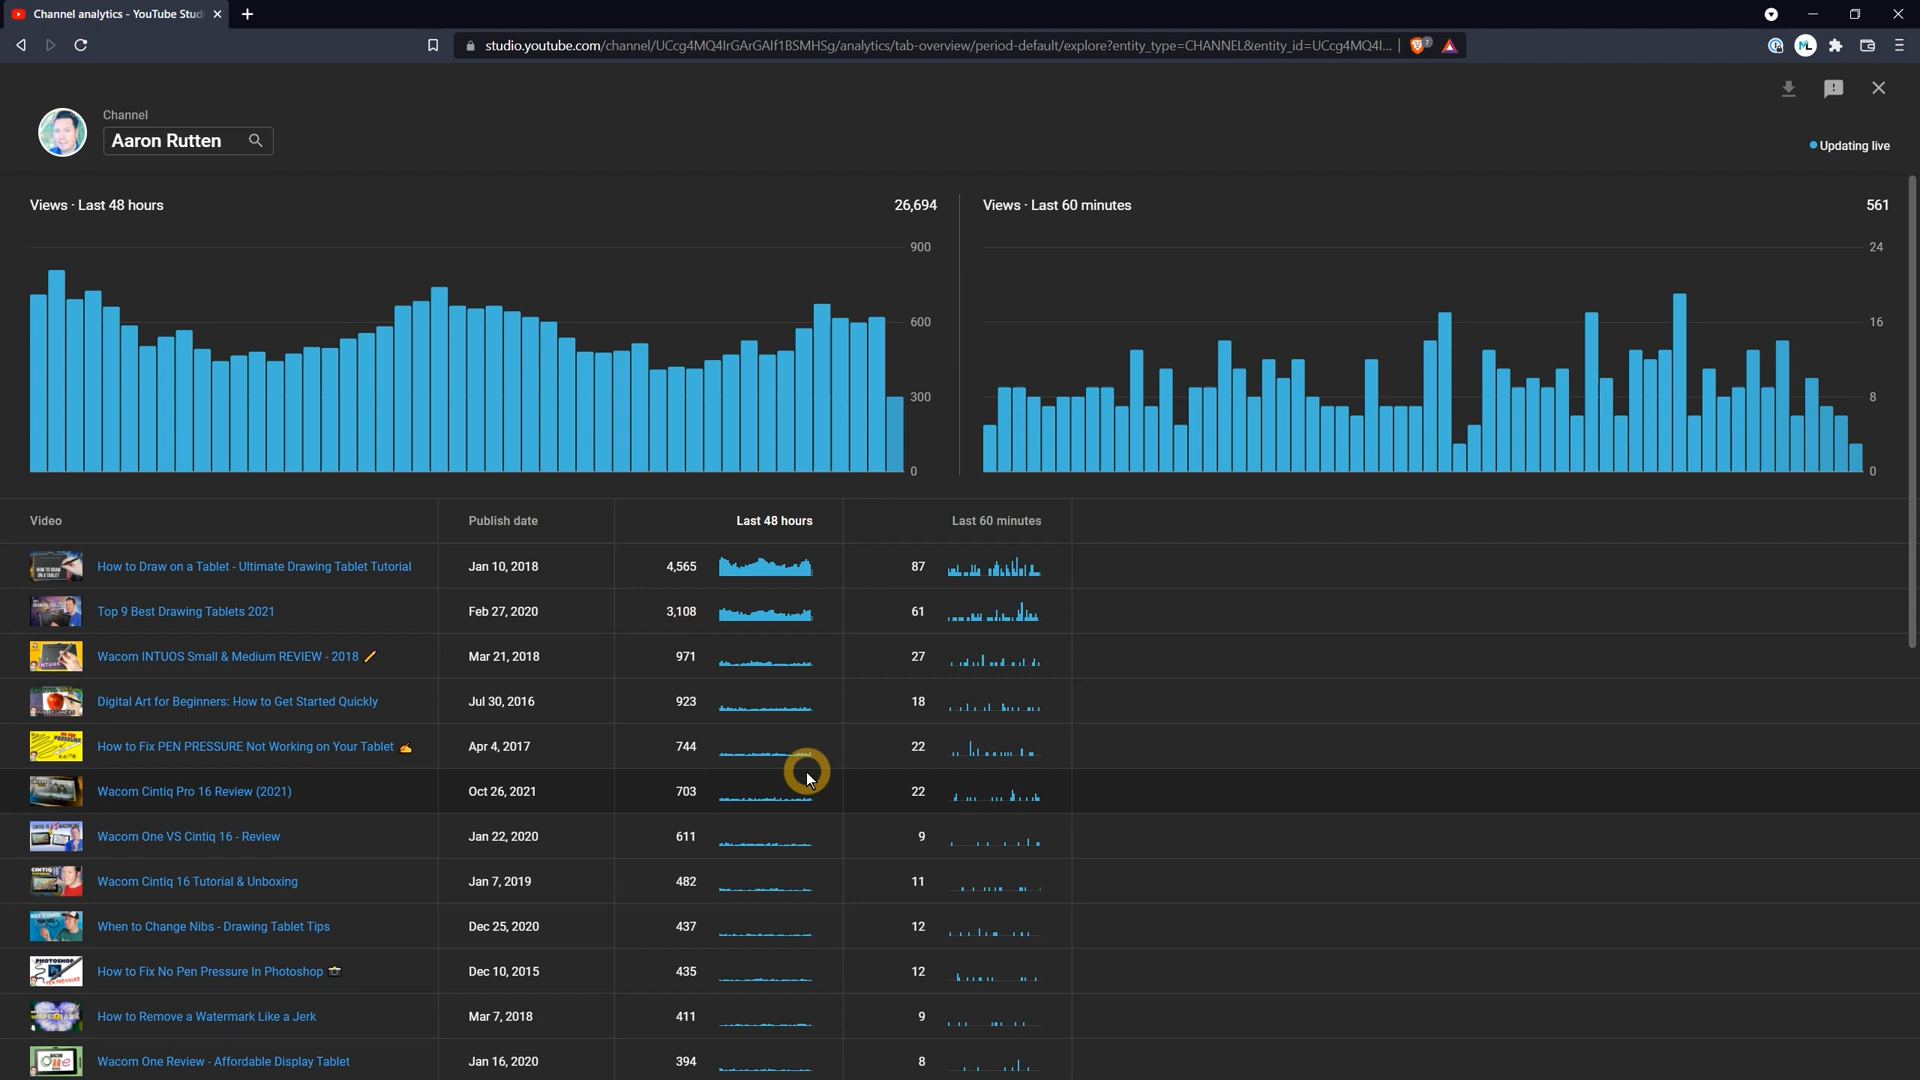 Channel analytics - YouTube Studi
studio.youtube.com/channel/UCcg4MQ4IrGArGAIf1BSMHSg/analytics/tab-overview/period-default/explore?entity_type=CHANNEL&entity_id=UCcg4MQ4I...
Channel
Aaron Rutten
Updating live
Views · Last 48 hours 26,694
Views · Last 60 minutes 561
900
600
300
0
24
16
8
0
Video Publish date Last 48 hours Last 60 minutes
How to Draw on a Tablet - Ultimate Drawing Tablet Tutorial Jan 10, 2018 4,565 87
Top 9 Best Drawing Tablets 2021 Feb 27, 2020 3,108 61
Wacom INTUOS Small & Medium REVIEW - 2018 Mar 21, 2018 971 27
Digital Art for Beginners: How to Get Started Quickly Jul 30, 2016 923 18
How to Fix PEN PRESSURE Not Working on Your Tablet Apr 4, 2017 744 22
Wacom Cintiq Pro 16 Review (2021) Oct 26, 2021 703 22
Wacom One VS Cintiq 16 - Review Jan 22, 2020 611 9
Wacom Cintiq 16 Tutorial & Unboxing Jan 7, 2019 482 11
When to Change Nibs - Drawing Tablet Tips Dec 25, 2020 437 12
How to Fix No Pen Pressure In Photoshop Dec 10, 2015 435 12
How to Remove a Watermark Like a Jerk Mar 7, 2018 411 9
Wacom One Review - Affordable Display Tablet Jan 16, 2020 394 8